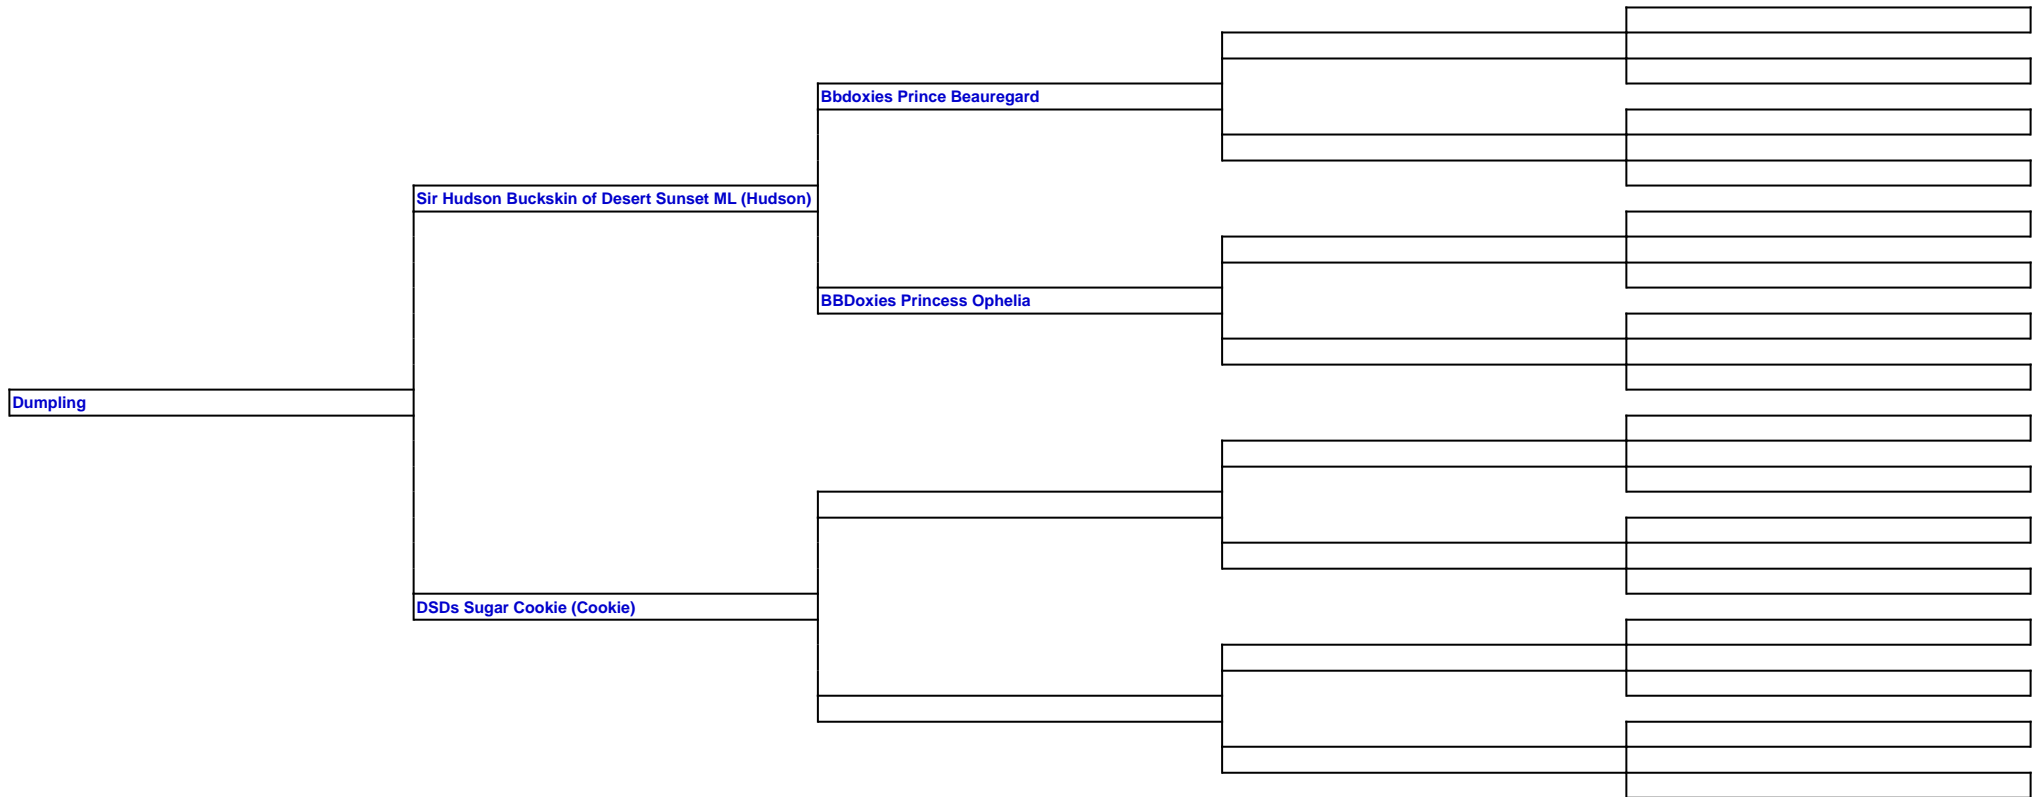 Bbdoxies Prince Beauregard
Sir Hudson Buckskin of Desert Sunset ML (Hudson)
BBDoxies Princess Ophelia
Dumpling
DSDs Sugar Cookie (Cookie)